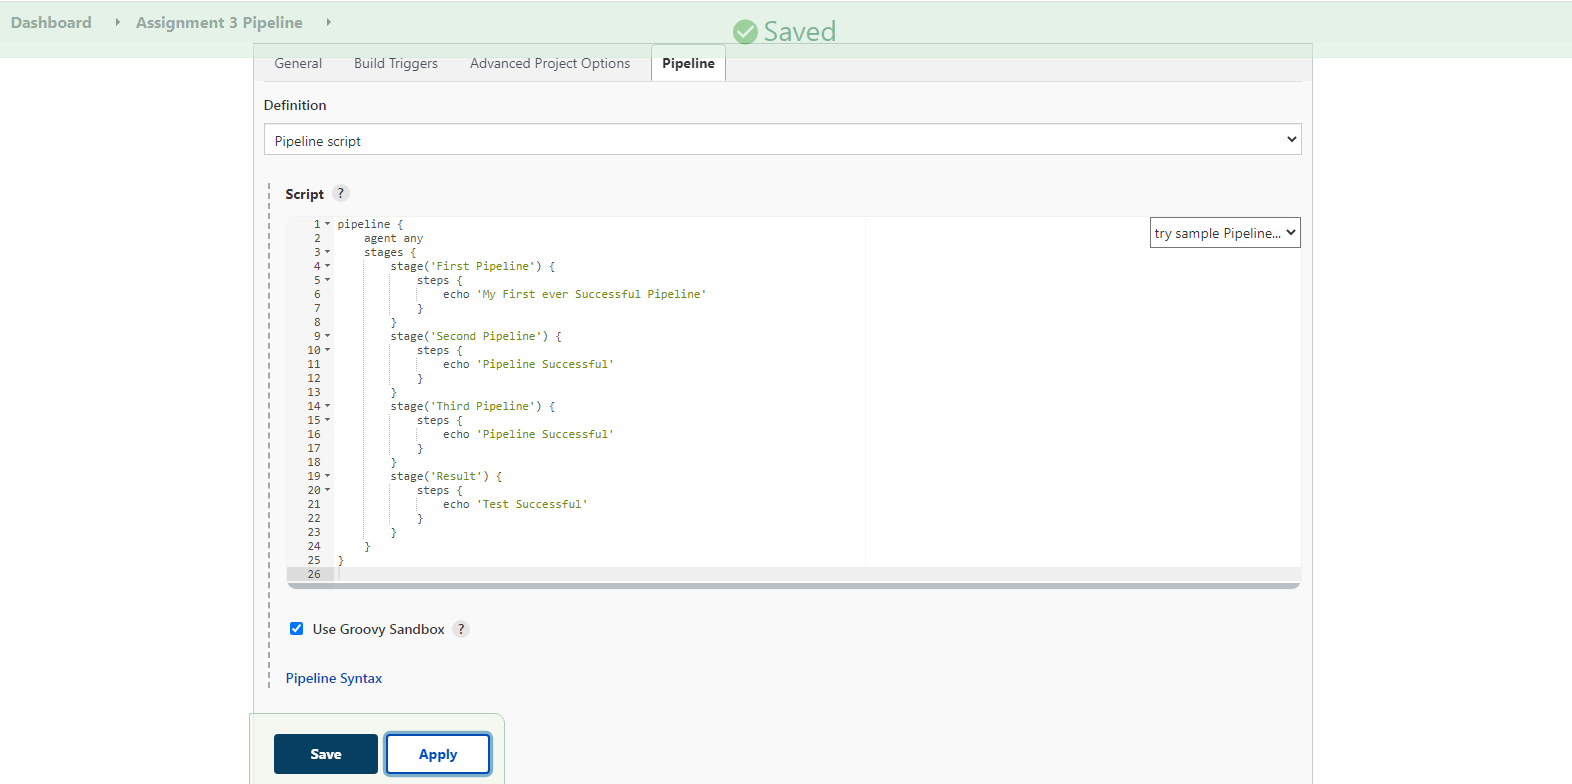 Dashboard Assignment 3 Pipeline
Saved
General Build Triggers Advanced Project Options Pipeline
Definition
Pipeline script
Script ?
try sample Pipeline...
1 pipeline {
2     agent any
3     stages {
4         stage('First Pipeline') {
5             steps {
6                 echo 'My First ever Successful Pipeline'
7             }
8         }
9         stage('Second Pipeline') {
10             steps {
11                 echo 'Pipeline Successful'
12             }
13         }
14         stage('Third Pipeline') {
15             steps {
16                 echo 'Pipeline Successful'
17             }
18         }
19         stage('Result') {
20             steps {
21                 echo 'Test Successful'
22             }
23         }
24     }
25 }
26
Use Groovy Sandbox ?
Pipeline Syntax
Save Apply